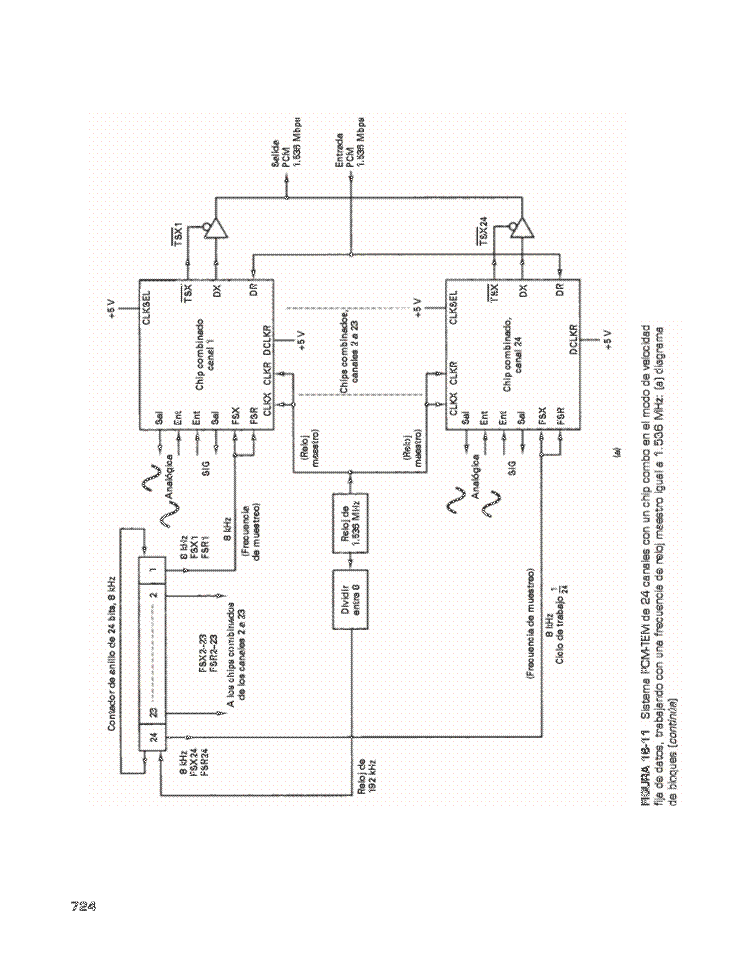 Contador de anillo de 24 bits, 8 kHz
24
23
2
1
8 kHz
FSX24
FSR24
FSX2–23
FSR2–23
A los chips combinados
de los canales 2 a 23
8 kHz
FSX1
FSR1
8 kHz
(Frecuencia
de muestreo)
Analógica
SIG
Sal
Ent
Ent
Sal
FSX
FSR
CLKX
CLKR
DCLKR
+5 V
Chip combinado
canal 1
CLKSEL
+5 V
TSX
DX
DR
TSX1
Salida
PCM
1.536 Mbps
Entrada
PCM
1.536 Mbps
Reloj de
192 kHz
Dividir
entre 8
Reloj de
1.536 MHz
(Reloj
maestro)
(Reloj
maestro)
Chips combinados,
canales 2 a 23
(Frecuencia de muestreo)
8 kHz
Ciclo de trabajo 1/24
Analógica
SIG
Sal
Ent
Ent
Sal
FSX
FSR
CLKX
CLKR
DCLKR
+5 V
Chip combinado,
canal 24
CLKSEL
+5 V
TSX
DX
DR
TSX24
(a)
FIGURA 16-11 Sistema PCM-TEM de 24 canales con un chip combo en el modo de velocidad
fija de datos, trabajando con una frecuencia de reloj maestro igual a 1.536 MHz: (a) diagrama
de bloques (continúa)
724